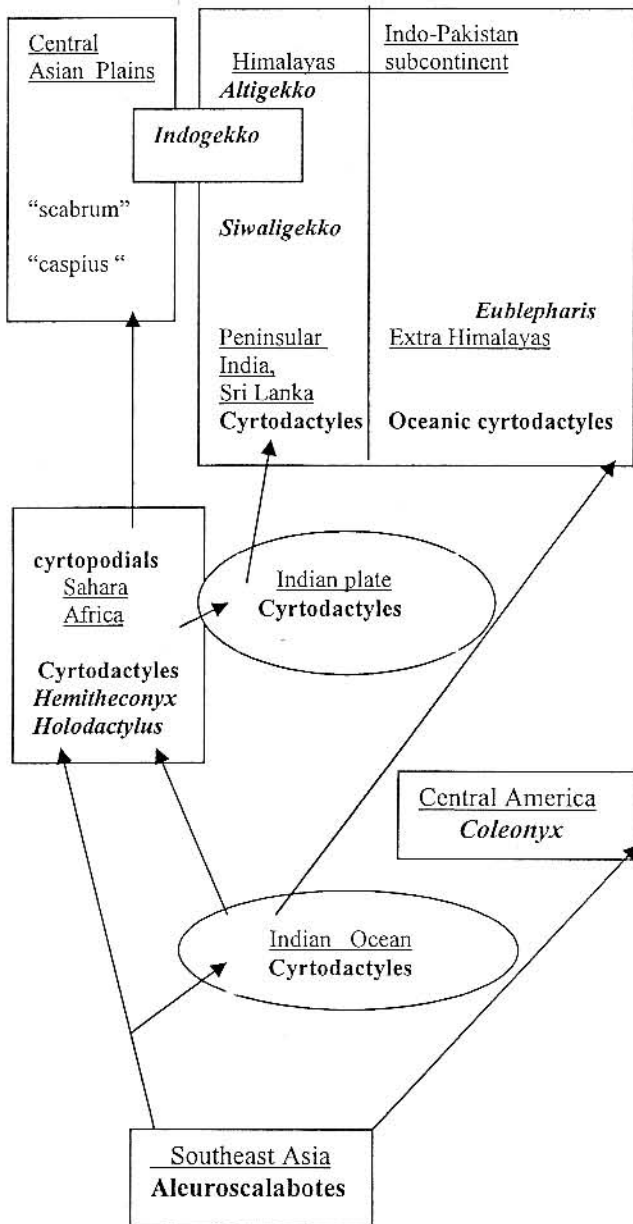 Central
Asian Plains
"scabrum"
"caspius "
Indogekko
Himalayas
Altigekko
Siwaligekko
Peninsular
India,
Sri Lanka
Cyrtodactyles
Indo-Pakistan
subcontinent
Eublepharis
Extra Himalayas
Oceanic cyrtodactyles
cyrtopodials
Sahara
Africa
Cyrtodactyles
Hemitheconyx
Holodactylus
Indian plate
Cyrtodactyles
Central America
Coleonyx
Indian Ocean
Cyrtodactyles
Southeast Asia
Aleuroscalabotes